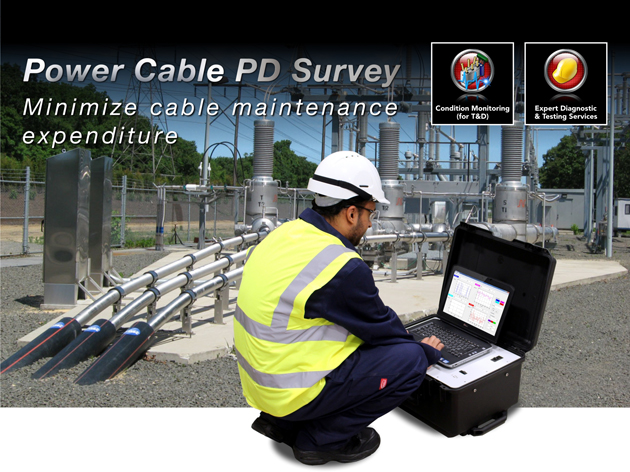 Power Cable PD Survey
Minimize cable maintenance
expenditure
Condition Monitoring
(for T&D)
Expert Diagnostic
& Testing Services